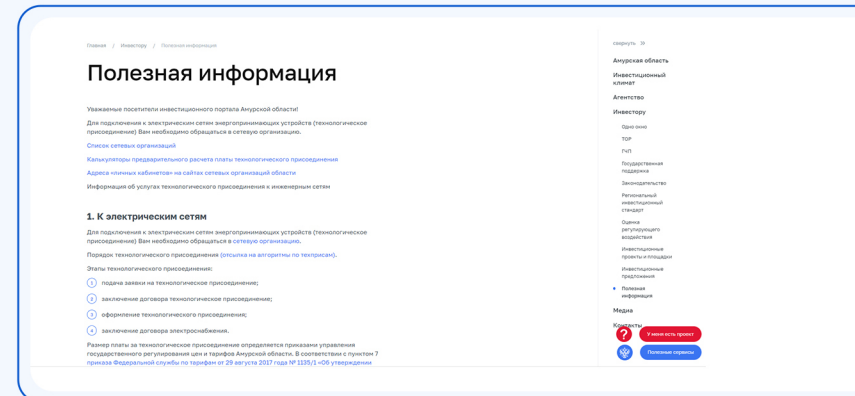 Главная / Инвестору / Полезная информация
Полезная информация
Уважаемые посетители инвестиционного портала Амурской области!
Для подключения к электрическим сетям энергопринимающих устройств (технологическое
присоединение) Вам необходимо обращаться в сетевую организацию.
Список сетевых организаций
Калькуляторы предварительного расчета платы технологического присоединения
Адреса «личных кабинетов» на сайтах сетевых организаций области
Информация об услугах технологического присоединения к инженерным сетям
1. К электрическим сетям
Для подключения к электрическим сетям энергопринимающих устройств (технологическое
присоединение) Вам необходимо обращаться в сетевую организацию.
Порядок технологического присоединения (отсылка на алгоритмы по техприсам).
Этапы технологического присоединения:
1 подача заявки на технологическое присоединение;
2 заключение договора технологическое присоединение;
3 оформление технологического присоединения;
4 заключение договора электроснабжения.
Размер платы за технологическое присоединение определяется приказами управления
государственного регулирования цен и тарифов Амурской области. В соответствии с пунктом 7
приказа Федеральной службы по тарифам от 29 августа 2017 года № 1135/1 «Об утверждении
свернуть
Амурская область
Инвестиционный
климат
Агентство
Инвестору
Одно окно
ТОР
ГЧП
Государственная
поддержка
Законодательство
Региональный
инвестиционный
стандарт
Оценка
регулирующего
воздействия
Инвестиционные
проекты и площадки
Инвестиционные
предложения
Полезная
информация
Медиа
Контакты
? У меня есть проект
Полезные сервисы